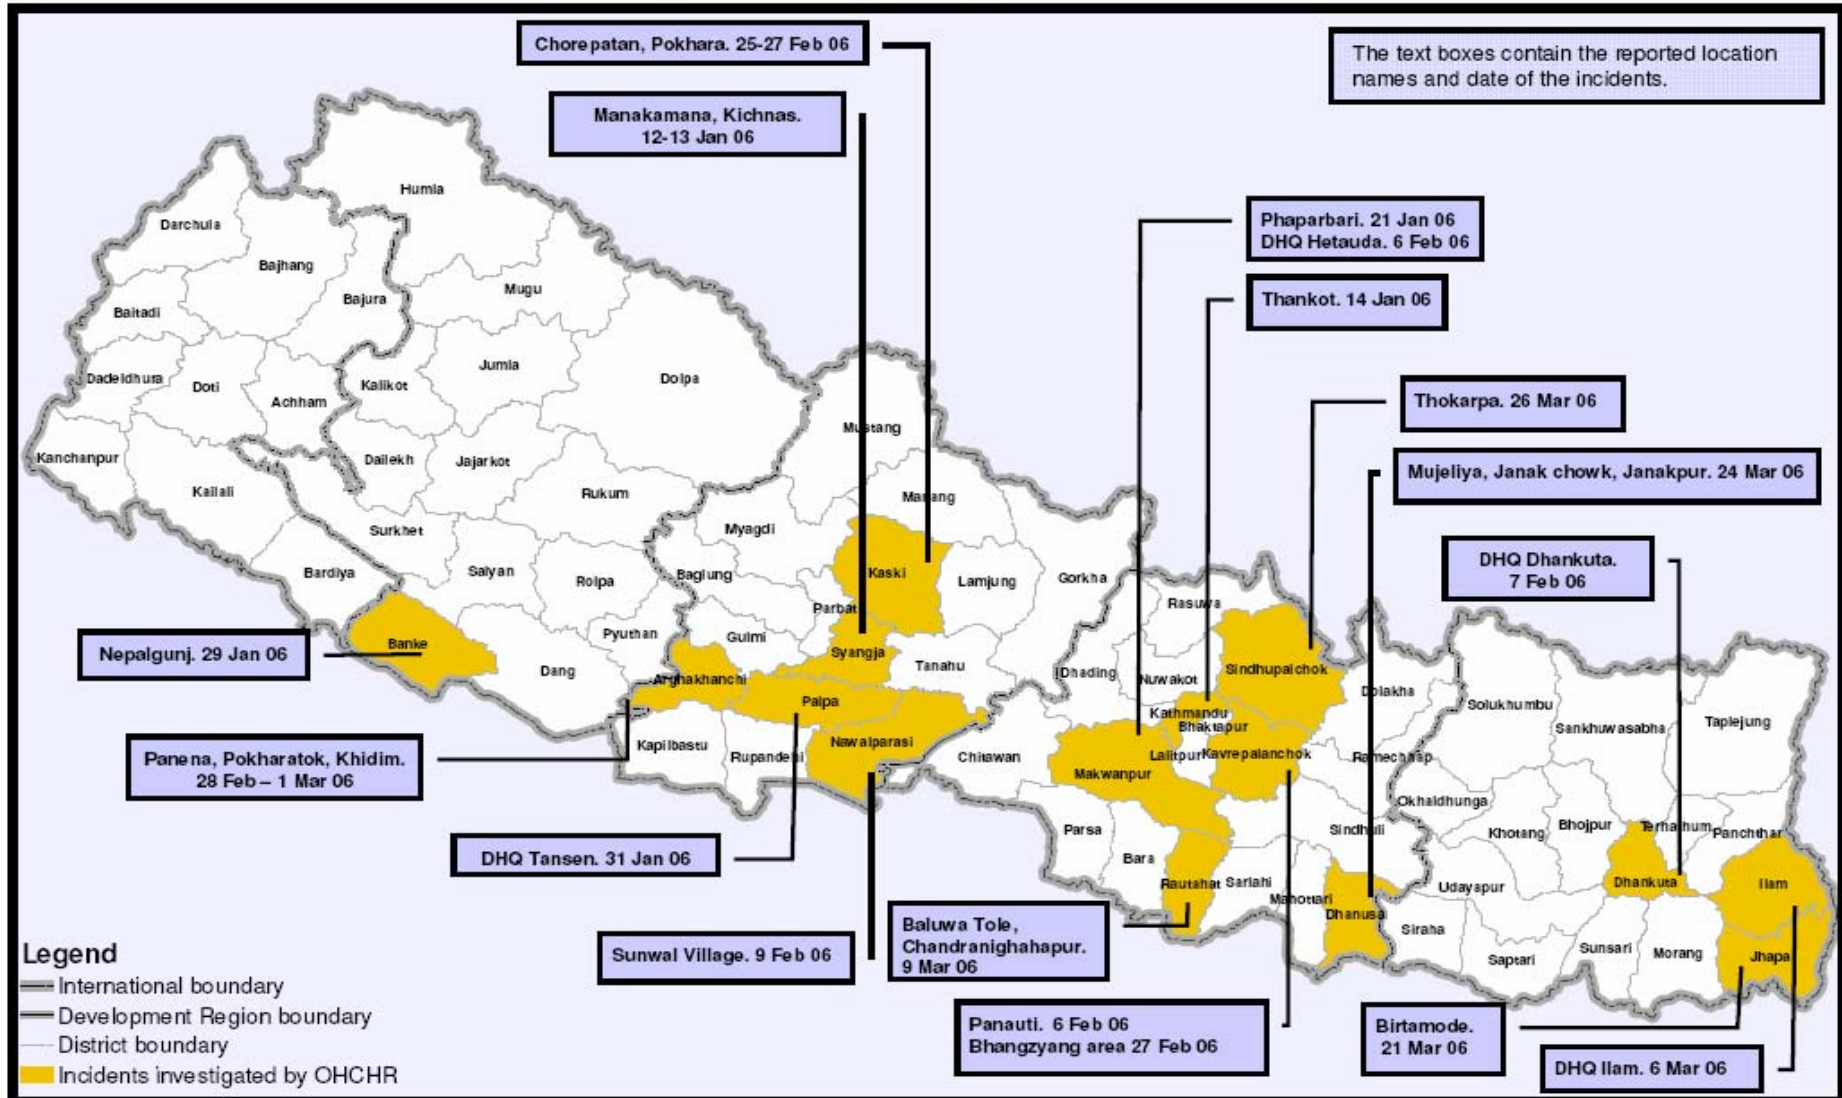 Chorepatan, Pokhara. 25-27 Feb 06
The text boxes contain the reported location
names and date of the incidents.
Manakamana, Kichnas.
12-13 Jan 06
Phaparbari. 21 Jan 06
DHQ Hetauda. 6 Feb 06
Thankot. 14 Jan 06
Thokarpa. 26 Mar 06
Mujeliya, Janak chowk, Janakpur. 24 Mar 06
DHQ Dhankuta.
7 Feb 06
Nepalgunj. 29 Jan 06
Panena, Pokharatok, Khidim.
28 Feb – 1 Mar 06
DHQ Tansen. 31 Jan 06
Sunwal Village. 9 Feb 06
Baluwa Tole,
Chandranighahapur.
9 Mar 06
Panauti. 6 Feb 06
Bhangzyang area 27 Feb 06
Birtamode.
21 Mar 06
DHQ Ilam. 6 Mar 06
Humla
Darchula
Bajhang
Bajura
Mugu
Baitadi
Jumla
Dadeldhura
Doti
Kalikot
Dolpa
Achham
Mustang
Kanchanpur
Dailekh
Jajarkot
Kailali
Rukum
Manang
Surkhet
Myagdi
Bardiya
Salyan
Rolpa
Baglung
Kaski
Lamjung
Gorkha
Parbat
Rasuwa
Pyuthan
Gulmi
Banke
Syangja
Tanahu
Dang
Arghakhanchi
Dhading
Nuwakot
Sindhupalchok
Dolakha
Palpa
Kathmandu
Bhaktapur
Solukhumbu
Sankhuwasabha
Taplejung
Kapilbastu
Rupandehi
Nawalparasi
Chitawan
Lalitpur
Kavrepalanchok
Ramechhap
Makwanpur
Okhaldhunga
Parsa
Sindhuli
Khotang
Bhojpur
Terhathum
Panchthar
Bara
Rautahat
Sarlahi
Mahottari
Dhanusa
Udayapur
Dhankuta
Ilam
Siraha
Saptari
Sunsari
Morang
Jhapa
Legend
International boundary
Development Region boundary
District boundary
Incidents investigated by OHCHR